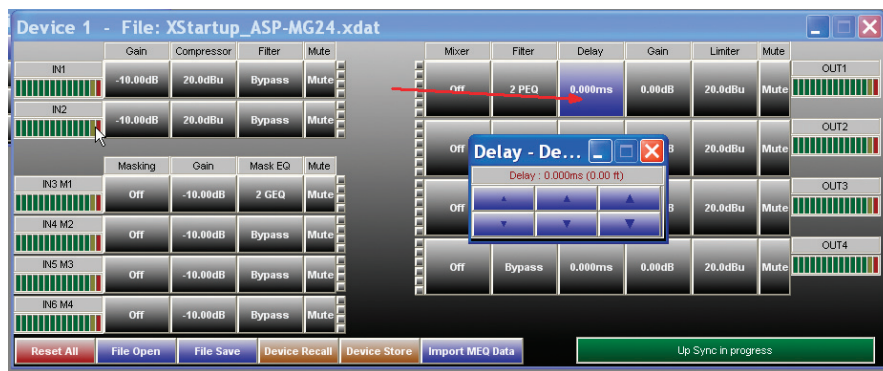 Device 1 - File: XStartup_ASP-MG24.xdat
Gain Compressor Filter Mute Mixer Filter Delay Gain Limiter Mute
IN1 -10.00dB 20.0dBu Bypass Mute Off 2 PEQ 0.000ms 0.00dB 20.0dBu Mute OUT1
IN2 -10.00dB 20.0dBu Bypass Mute Off B 20.0dBu Mute OUT2
Delay - De...
Delay : 0.000ms (0.00 ft)
Masking Gain Mask EQ Mute
IN3 M1 Off -10.00dB 2 GEQ Mute Off B 20.0dBu Mute OUT3
IN4 M2 Off -10.00dB Bypass Mute
IN5 M3 Off -10.00dB Bypass Mute Off Bypass 0.000ms 0.00dB 20.0dBu Mute OUT4
IN6 M4 Off -10.00dB Bypass Mute
Reset All File Open File Save Device Recall Device Store Import MEQ Data Up Sync in progress